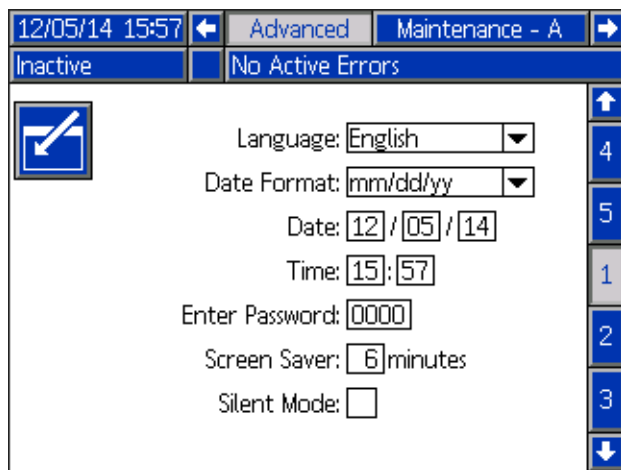 12/05/14 15:57 Advanced Maintenance - A
Inactive No Active Errors
Language: English
4
Date Format: mm/dd/yy
Date: 12 / 05 / 14
5
Time: 15 : 57
1
Enter Password: 0000
2
Screen Saver: 6 minutes
Silent Mode:
3